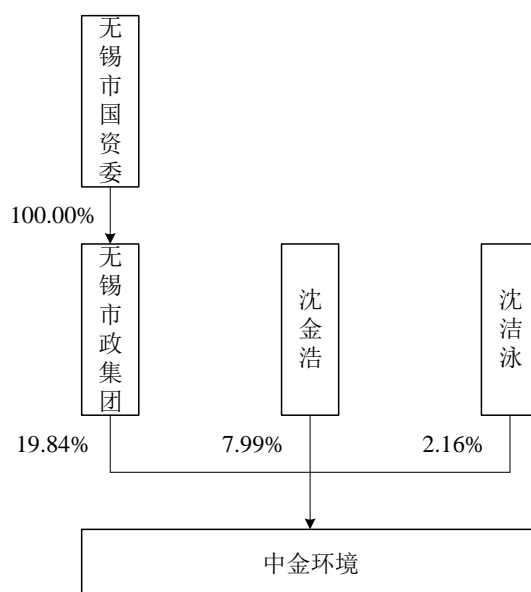 无锡市国资委
100.00%
无锡市政集团
沈金浩
沈洁泳
19.84%
7.99%
2.16%
中金环境